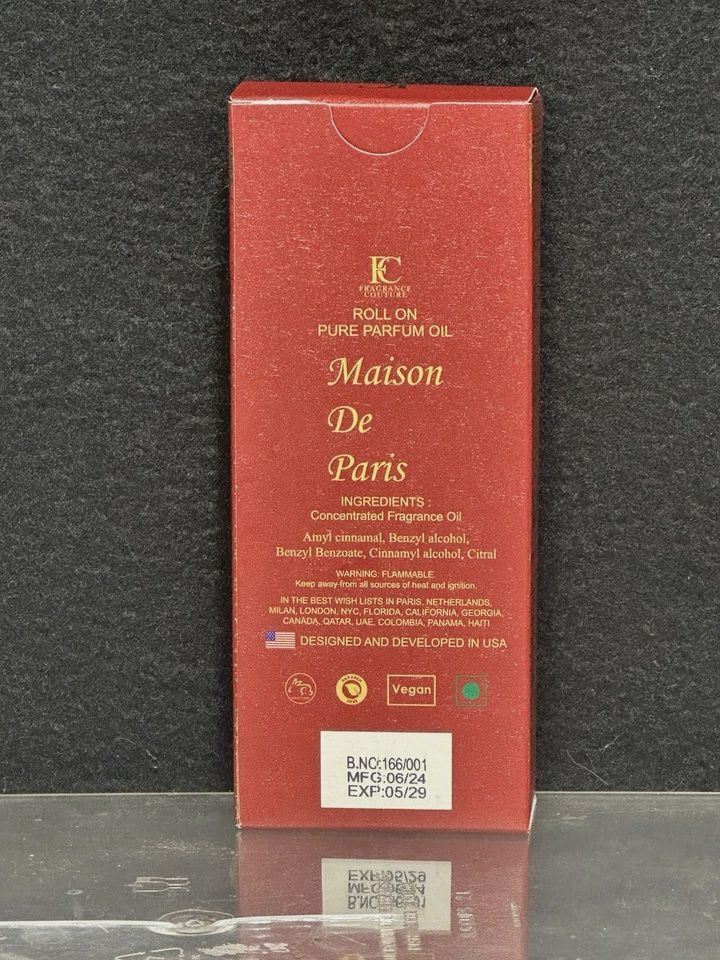 FC
FRAGRANCE
COUTURE
ROLL ON
PURE PARFUM OIL
Maison
De
Paris
INGREDIENTS :
Concentrated Fragrance Oil
Amyl cinnamal, Benzyl alcohol,
Benzyl Benzoate, Cinnamyl alcohol, Citral
WARNING: FLAMMABLE
Keep away from all sources of heat and ignition.
IN THE BEST WISH LISTS IN PARIS, NETHERLANDS,
MILAN, LONDON, NYC, FLORIDA, CALIFORNIA, GEORGIA,
CANADA, QATAR, UAE, COLOMBIA, PANAMA, HAITI
DESIGNED AND DEVELOPED IN USA
PARABEN
FREE
Vegan
B.NO:166/001
MFG:06/24
EXP:05/29